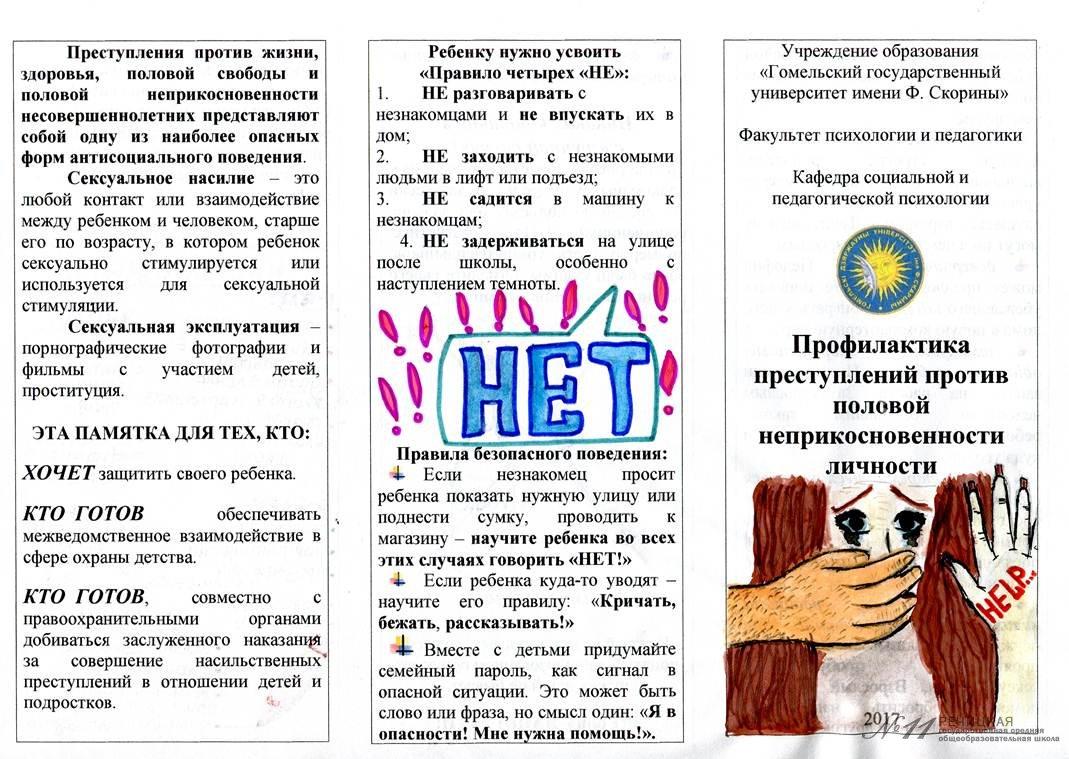 Преступления против жизни,
здоровья, половой свободы и
половой неприкосновенности
несовершеннолетних представляют
собой одну из наиболее опасных
форм антисоциального поведения.
Сексуальное насилие – это
любой контакт или взаимодействие
между ребенком и человеком, старше
его по возрасту, в котором ребенок
сексуально стимулируется или
используется для сексуальной
стимуляции.
Сексуальная эксплуатация –
порнографические фотографии и
фильмы с участием детей,
проституция.
ЭТА ПАМЯТКА ДЛЯ ТЕХ, КТО:
ХОЧЕТ защитить своего ребенка.
КТО ГОТОВ обеспечивать
межведомственное взаимодействие в
сфере охраны детства.
КТО ГОТОВ, совместно с
правоохранительными органами
добиваться заслуженного наказания
за совершение насильственных
преступлений в отношении детей и
подростков.
Ребенку нужно усвоить
«Правило четырех «НЕ»:
1. НЕ разговаривать с
незнакомцами и не впускать их в
дом;
2. НЕ заходить с незнакомыми
людьми в лифт или подъезд;
3. НЕ садится в машину к
незнакомцам;
4. НЕ задерживаться на улице
после школы, особенно с
наступлением темноты.
НЕТ
Правила безопасного поведения:
Если незнакомец просит
ребенка показать нужную улицу или
поднести сумку, проводить к
магазину – научите ребенка во всех
этих случаях говорить «НЕТ!»
Если ребенка куда-то уводят –
научите его правилу: «Кричать,
бежать, рассказывать!»
Вместе с детьми придумайте
семейный пароль, как сигнал в
опасной ситуации. Это может быть
слово или фраза, но смысл один: «Я в
опасности! Мне нужна помощь!».
Учреждение образования
«Гомельский государственный
университет имени Ф. Скорины»
Факультет психологии и педагогики
Кафедра социальной и
педагогической психологии
Профилактика
преступлений против
половой
неприкосновенности
личности
HELP...
2017
№11 РЕЧИЦКАЯ
государственная средняя
общеобразовательная школа